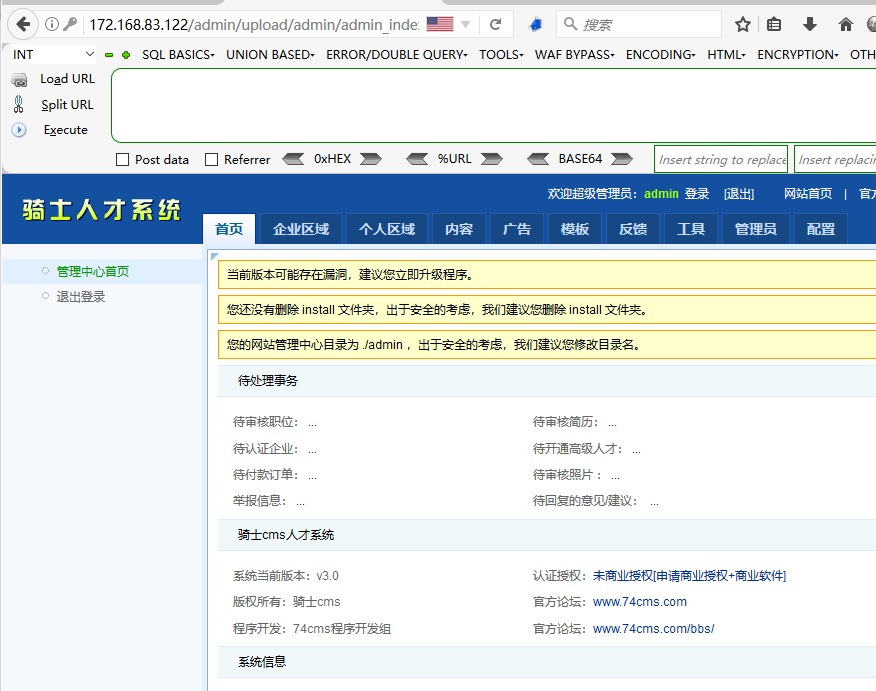 172.168.83.122/admin/upload/admin/admin_inde:
搜索
INT SQL BASICS UNION BASED ERROR/DOUBLE QUERY TOOLS WAF BYPASS ENCODING HTML ENCRYPTION OTH
Load URL
Split URL
Execute
Post data Referrer 0xHEX %URL BASE64 Insert string to replace Insert replacin
欢迎超级管理员：admin 登录 [退出] 网站首页 | 官方
骑士人才系统
首页 企业区域 个人区域 内容 广告 模板 反馈 工具 管理员 配置
管理中心首页
退出登录
当前版本可能存在漏洞，建议您立即升级程序。
您还没有删除 install 文件夹，出于安全的考虑，我们建议您删除 install 文件夹。
您的网站管理中心目录为 ./admin ，出于安全的考虑，我们建议您修改目录名。
待处理事务
待审核职位： ... 待审核简历： ...
待认证企业： ... 待开通高级人才： ...
待付款订单： ... 待审核照片 ： ...
举报信息： ... 待回复的意见/建议： ...
骑士cms人才系统
系统当前版本：v3.0 认证授权：未商业授权[申请商业授权+商业软件]
版权所有：骑士cms 官方论坛：www.74cms.com
程序开发：74cms程序开发组 官方论坛：www.74cms.com/bbs/
系统信息